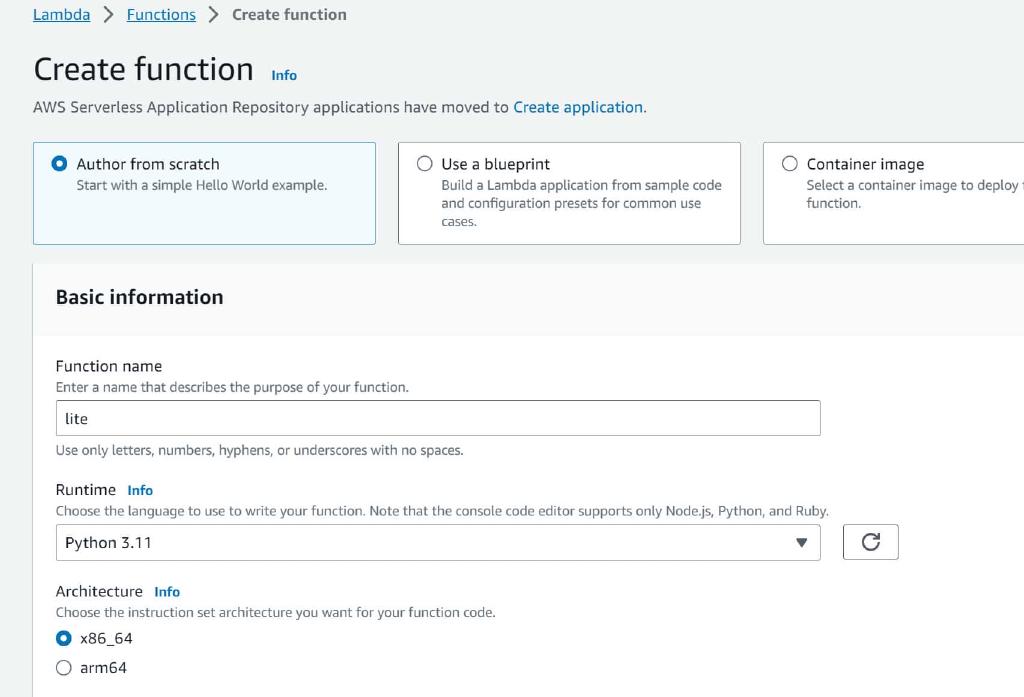 Lambda > Functions > Create function
Create function Info
AWS Serverless Application Repository applications have moved to Create application.
Author from scratch
Start with a simple Hello World example.
Use a blueprint
Build a Lambda application from sample code
and configuration presets for common use
cases.
Container image
Select a container image to deploy
function.
Basic information
Function name
Enter a name that describes the purpose of your function.
lite
Use only letters, numbers, hyphens, or underscores with no spaces.
Runtime Info
Choose the language to use to write your function. Note that the console code editor supports only Node.js, Python, and Ruby.
Python 3.11
Architecture Info
Choose the instruction set architecture you want for your function code.
x86_64
arm64